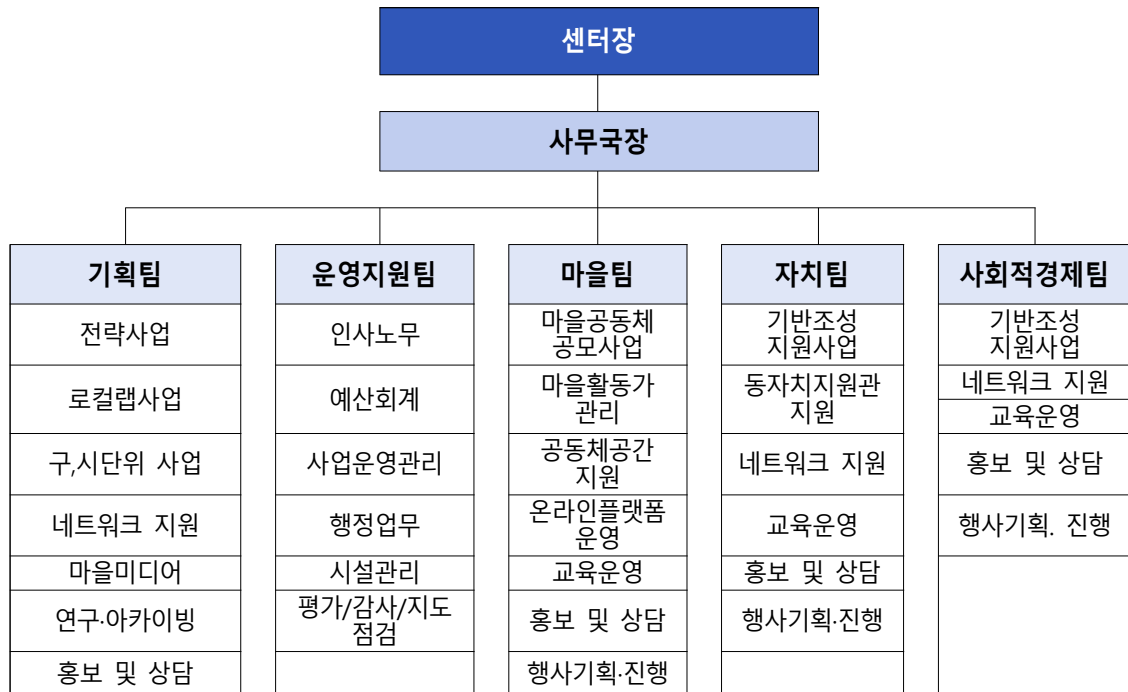 센터장
사무국장
기획팀
전략사업
로컬랩사업
구,시단위 사업
네트워크 지원
마을미디어
연구·아카이빙
홍보 및 상담
운영지원팀
인사노무
예산회계
사업운영관리
행정업무
시설관리
평가/감사/지도
점검
마을팀
마을공동체
공모사업
마을활동가
관리
공동체공간
지원
온라인플랫폼
운영
교육운영
홍보 및 상담
행사기획·진행
자치팀
기반조성
지원사업
동자치지원관
지원
네트워크 지원
교육운영
홍보 및 상담
행사기획·진행
사회적경제팀
기반조성
지원사업
네트워크 지원
교육운영
홍보 및 상담
행사기획. 진행